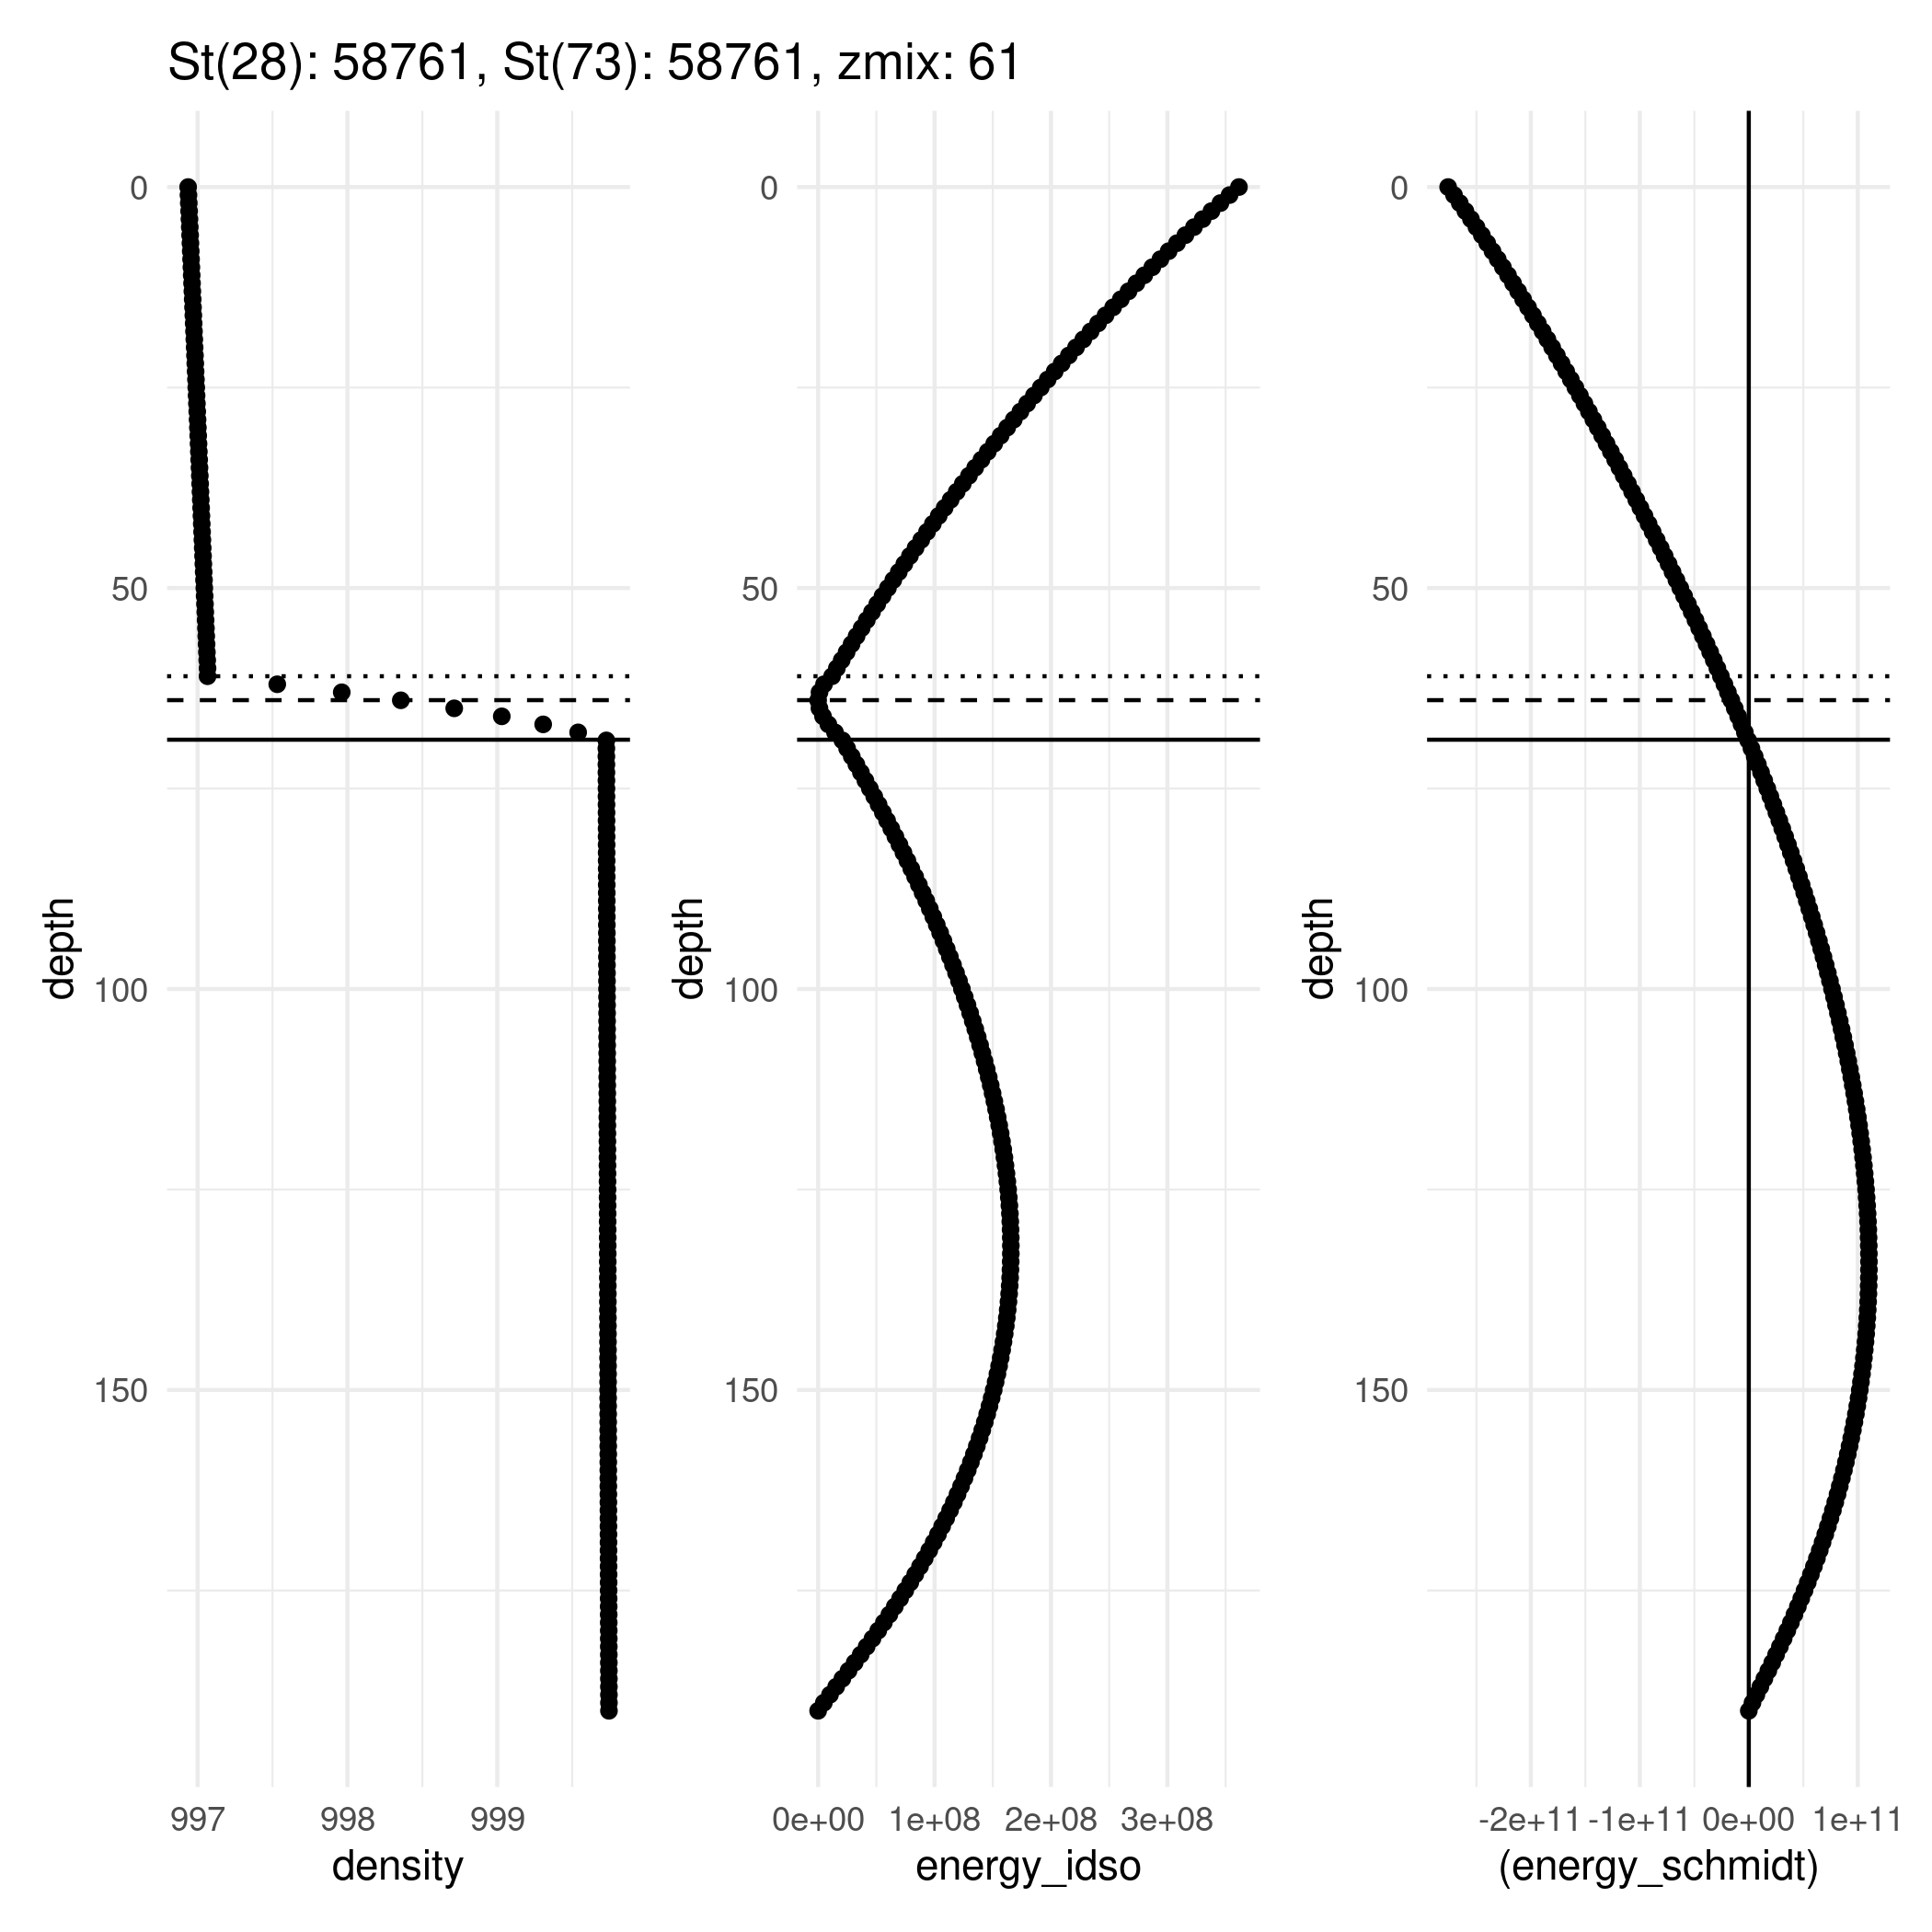 St(28): 58761, St(73): 58761, zmix: 61
0
50
100
150
depth
997
998
999
density
0
50
100
150
depth
0e+00
1e+08
2e+08
3e+08
energy_idso
0
50
100
150
depth
-2e+11
-1e+11
0e+00
1e+11
(energy_schmidt)